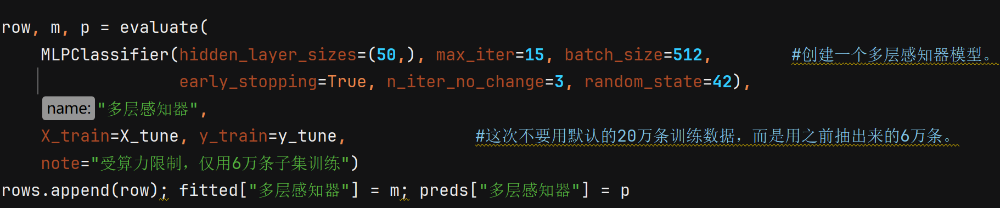 row, m, p = evaluate(
MLPClassifier(hidden_layer_sizes=(50,), max_iter=15, batch_size=512, #创建一个多层感知器模型。
early_stopping=True, n_iter_no_change=3, random_state=42),
name: "多层感知器",
X_train=X_tune, y_train=y_tune, #这次不要用默认的20万条训练数据，而是用之前抽出来的6万条。
note="受算力限制，仅用6万条子集训练")
rows.append(row); fitted["多层感知器"] = m; preds["多层感知器"] = p